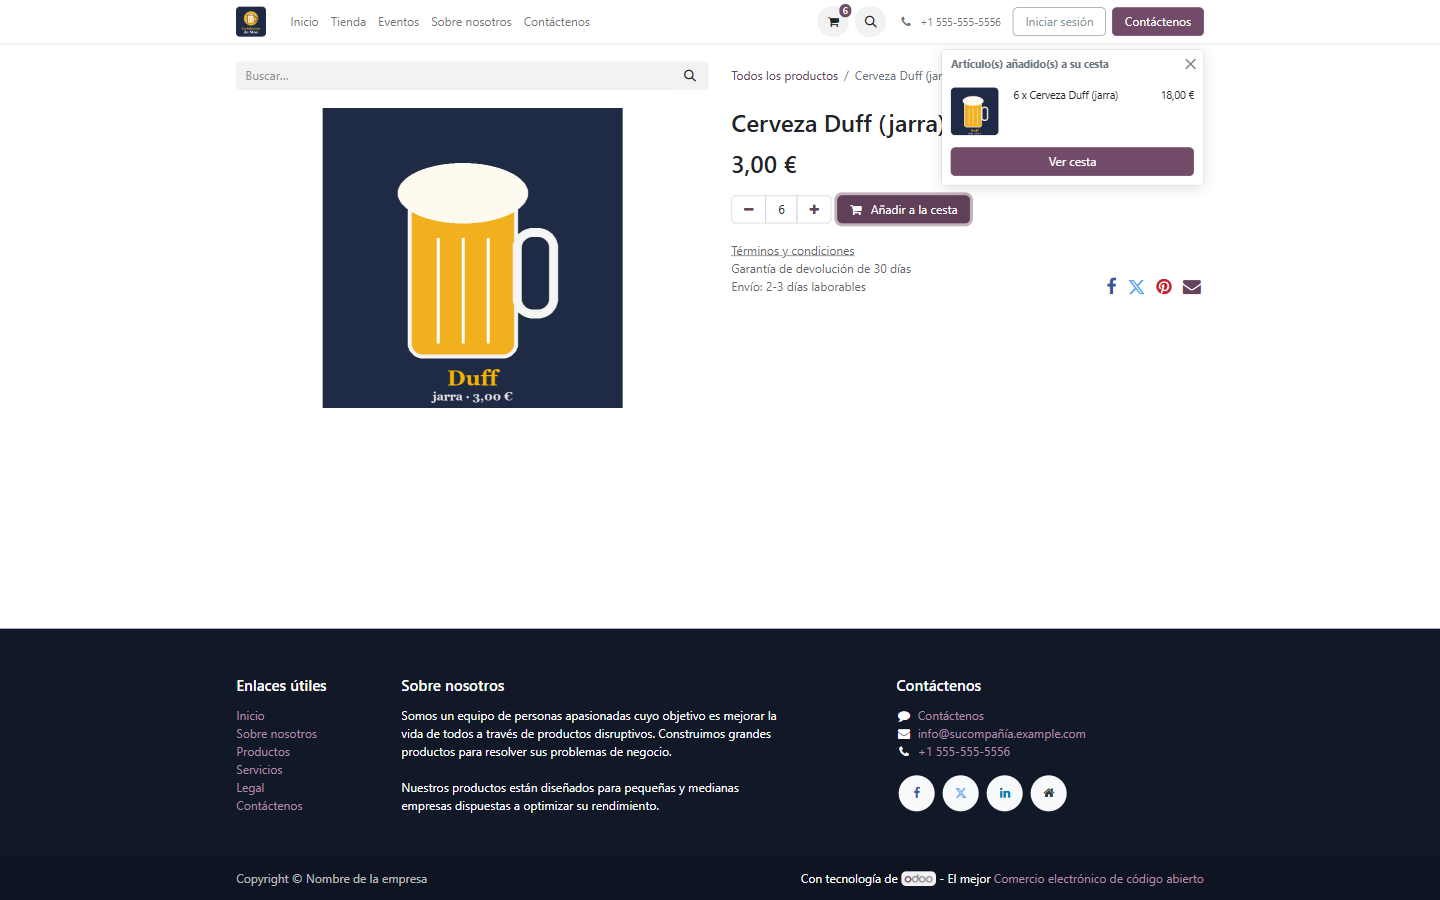 Inicio
Tienda
Eventos
Sobre nosotros
Contáctenos
6
+1 555-555-5556
Iniciar sesión
Contáctenos
Artículo(s) añadido(s) a su cesta
6 x Cerveza Duff (jarra)
18,00 €
Ver cesta
Buscar...
Todos los productos / Cerveza Duff (jar
Cerveza Duff (jarra)
3,00 €
6
Añadir a la cesta
Términos y condiciones
Garantía de devolución de 30 días
Envío: 2-3 días laborables
Duff
jarra · 3,00 €
Enlaces útiles
Inicio
Sobre nosotros
Productos
Servicios
Legal
Contáctenos
Sobre nosotros
Somos un equipo de personas apasionadas cuyo objetivo es mejorar la
vida de todos a través de productos disruptivos. Construimos grandes
productos para resolver sus problemas de negocio.
Nuestros productos están diseñados para pequeñas y medianas
empresas dispuestas a optimizar su rendimiento.
Contáctenos
Contáctenos
info@sucompañía.example.com
+1 555-555-5556
Copyright © Nombre de la empresa
Con tecnología de odoo - El mejor Comercio electrónico de código abierto